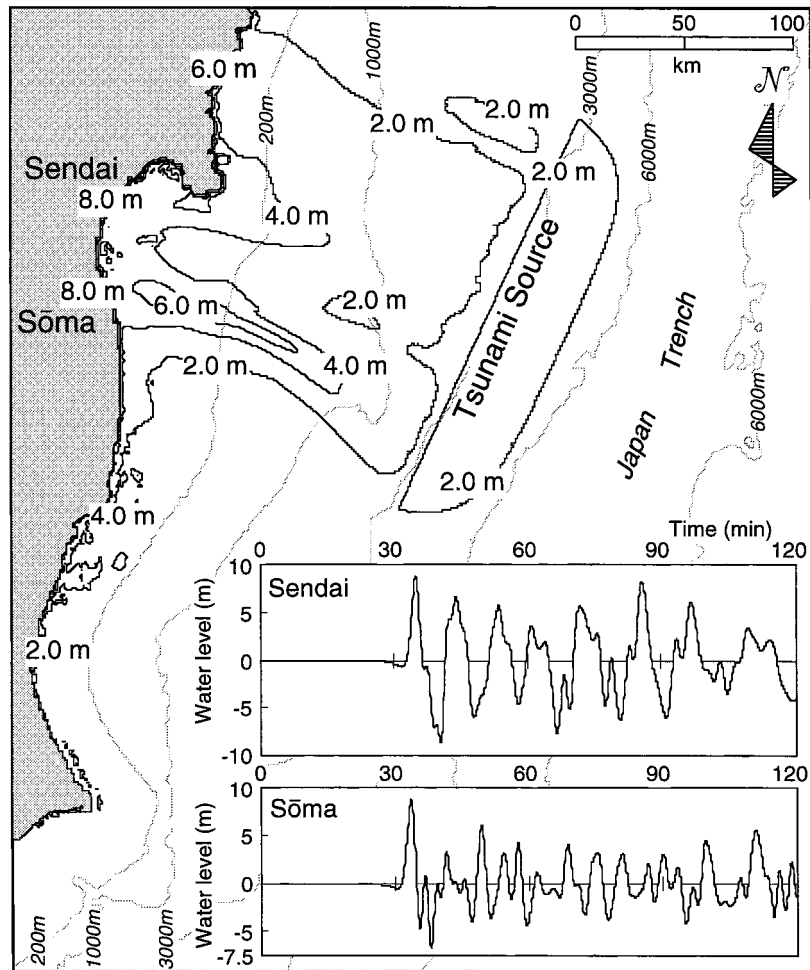 0 50 100
km
N
6.0 m
200m
1000m
2.0 m
2.0 m
3000m
6000m
2.0 m
Sendai
8.0 m
4.0 m
8.0 m
6.0 m
2.0 m
Sōma
4.0 m
2.0 m
Tsunami Source
Japan Trench
6000m
2.0 m
4.0 m
2.0 m
Time (min)
0 30 60 90 120
Sendai
Water level (m)
10
5
0
-5
-10
0 30 60 90 120
Sōma
Water level (m)
10
5
0
-5
-7.5
200m
1000m
3000m